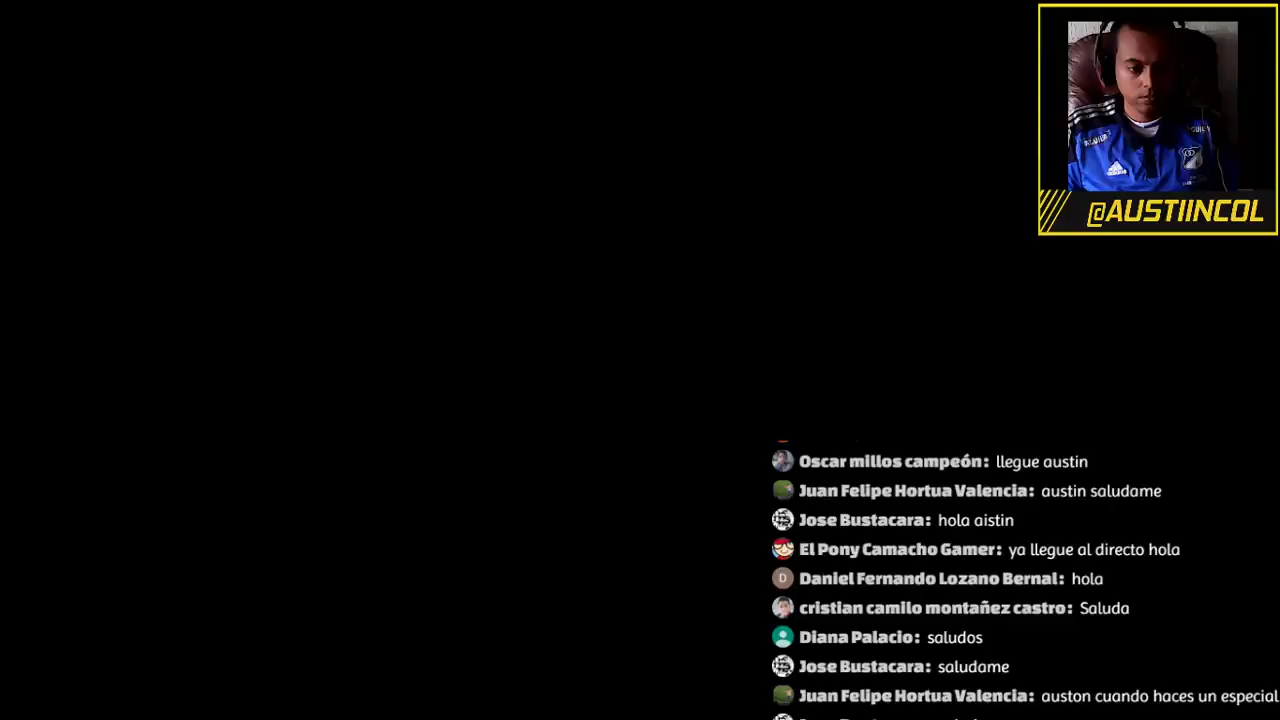 @AUSTIINCOL
Oscar millos campeón: llegue austin
Juan Felipe Hortua Valencia: austin saludame
Jose Bustacara: hola aistin
El Pony Camacho Gamer: ya llegue al directo hola
D Daniel Fernando Lozano Bernal: hola
cristian camilo montañez castro: Saluda
Diana Palacio: saludos
Jose Bustacara: saludame
Juan Felipe Hortua Valencia: auston cuando haces un especial